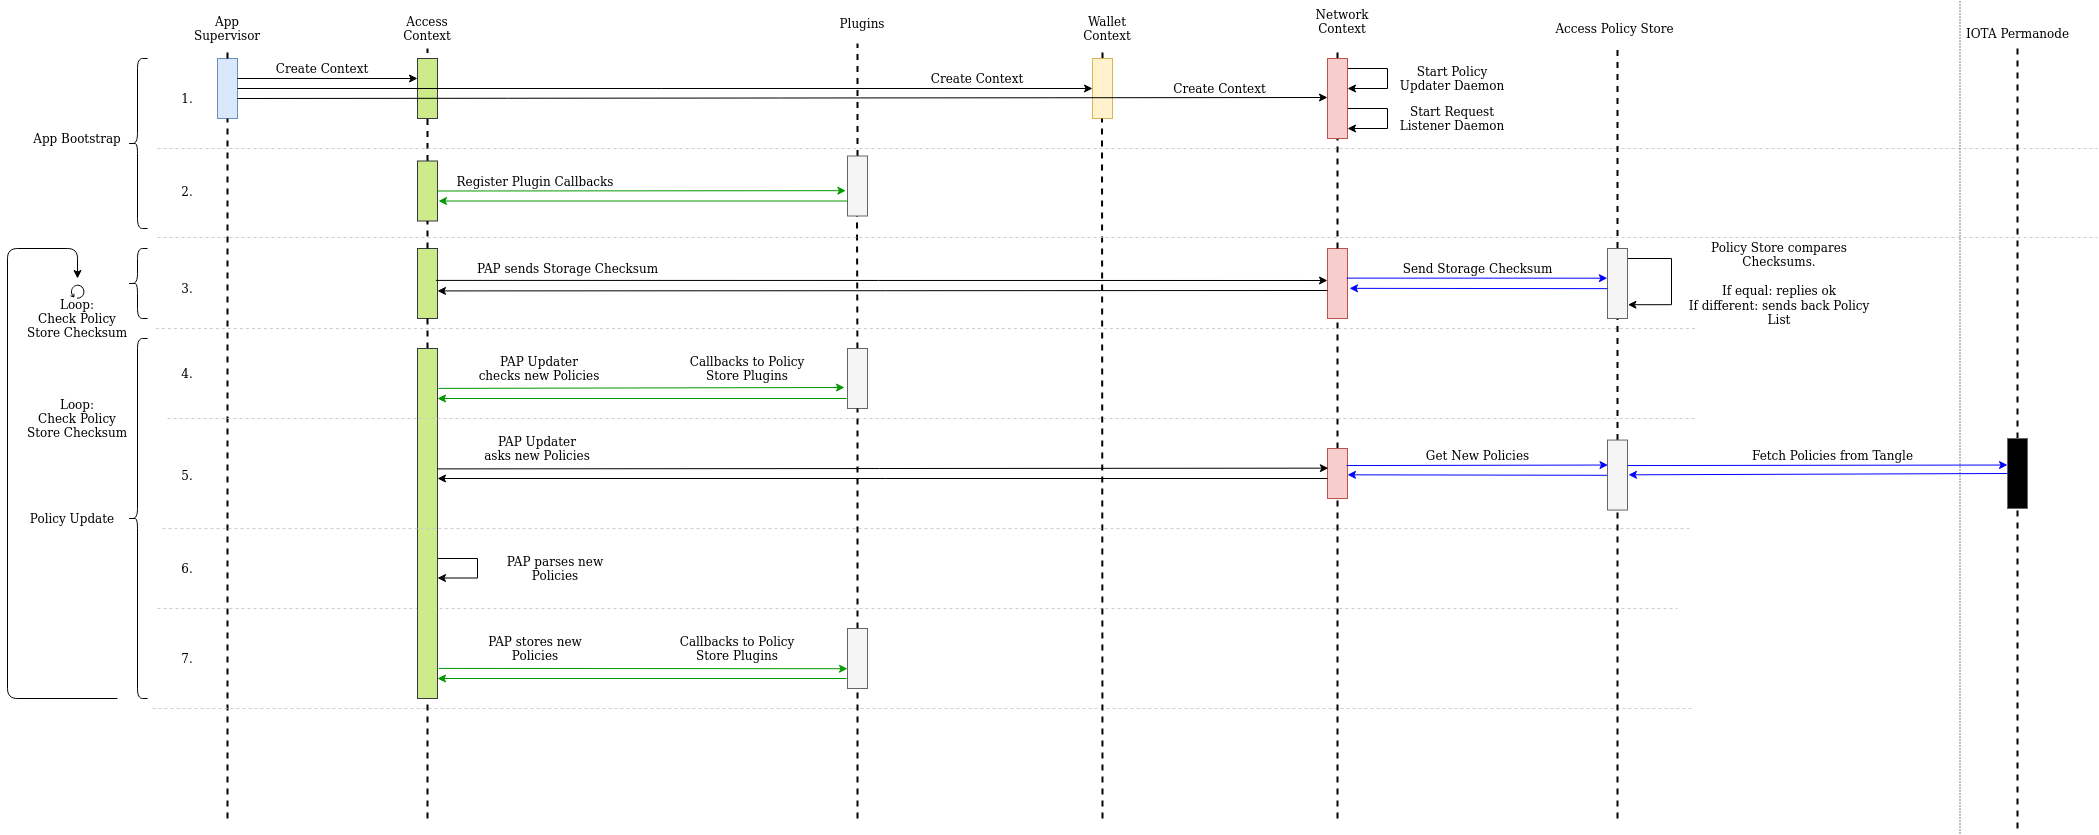 App
Supervisor
Access
Context
Plugins
Wallet
Context
Network
Context
Access Policy Store
IOTA Permanode
Create Context
Create Context
Create Context
Start Policy
Updater Daemon
Start Request
Listener Daemon
1.
App Bootstrap
2.
Register Plugin Callbacks
Loop:
Check Policy
Store Checksum
3.
PAP sends Storage Checksum
Send Storage Checksum
Policy Store compares
Checksums.
If equal: replies ok
If different: sends back Policy
List
4.
PAP Updater
checks new Policies
Callbacks to Policy
Store Plugins
Loop:
Check Policy
Store Checksum
5.
PAP Updater
asks new Policies
Get New Policies
Fetch Policies from Tangle
Policy Update
6.
PAP parses new
Policies
7.
PAP stores new
Policies
Callbacks to Policy
Store Plugins